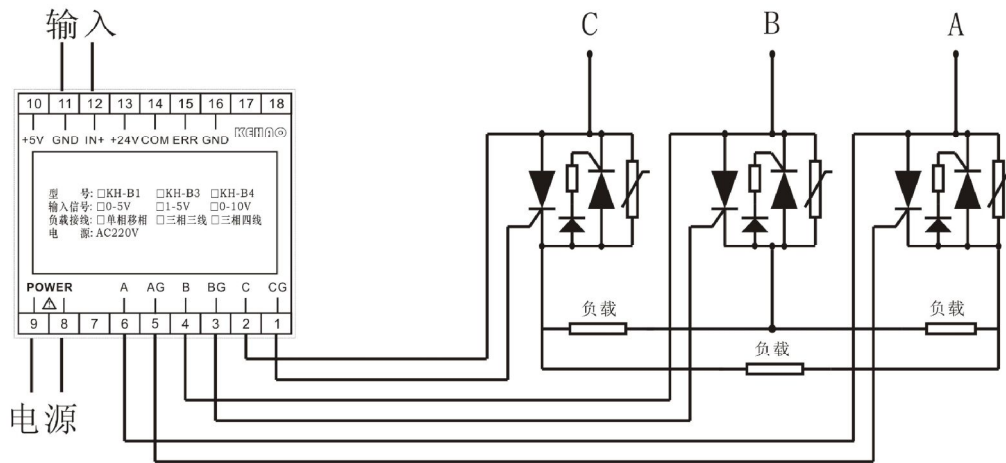 输入
C B A
10 11 12 13 14 15 16 17 18
+5V GND IN+ +24V COM ERR GND KEHAO
型 号: □KH-B1 □KH-B3 □KH-B4
输入信号: □0-5V □1-5V □0-10V
负载接线: □单相移相 □三相三线 □三相四线
电 源: AC220V
POWER A AG B BG C CG
9 8 7 6 5 4 3 2 1
负载 负载
负载
电源